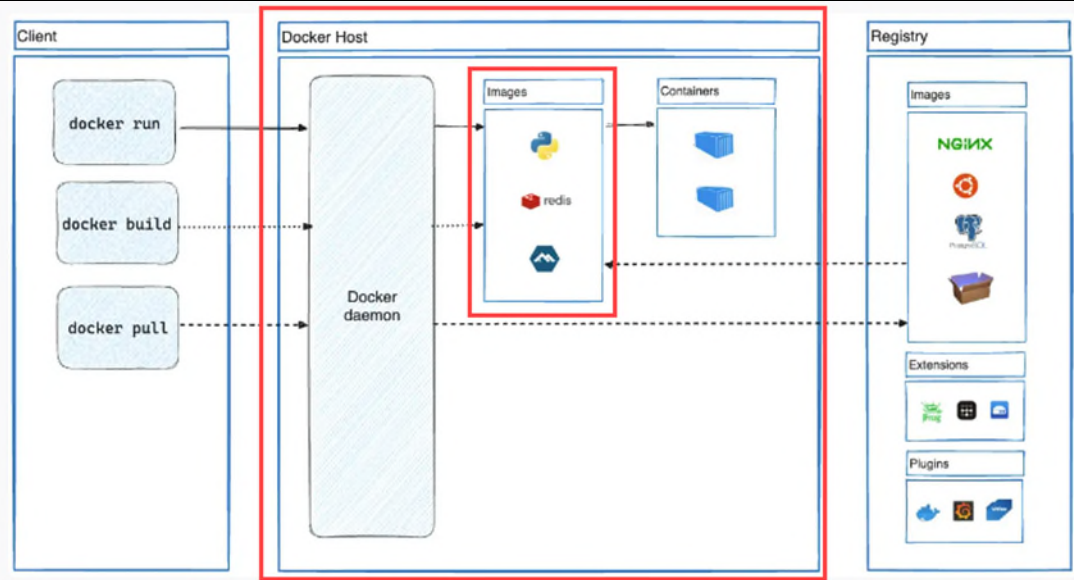 Client
docker run
docker build
docker pull
Docker Host
Docker
daemon
Images
redis
Containers
Registry
Images
NGINX
PostgreSQL
Extensions
Plugins